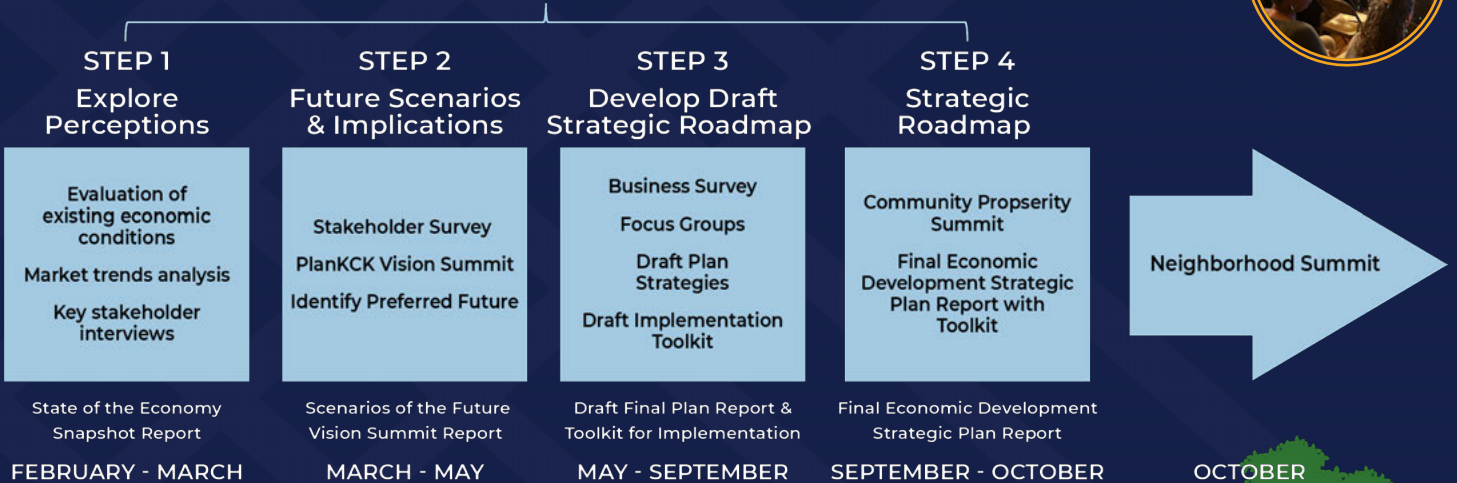 STEP 1
Explore
Perceptions
Evaluation of
existing economic
conditions
Market trends analysis
Key stakeholder
interviews
State of the Economy
Snapshot Report
FEBRUARY - MARCH
STEP 2
Future Scenarios
& Implications
Stakeholder Survey
PlanKCK Vision Summit
Identify Preferred Future
Scenarios of the Future
Vision Summit Report
MARCH - MAY
STEP 3
Develop Draft
Strategic Roadmap
Business Survey
Focus Groups
Draft Plan
Strategies
Draft Implementation
Toolkit
Draft Final Plan Report &
Toolkit for Implementation
MAY - SEPTEMBER
STEP 4
Strategic
Roadmap
Community Propserity
Summit
Final Economic
Development Strategic
Plan Report with
Toolkit
Final Economic Development
Strategic Plan Report
SEPTEMBER - OCTOBER
Neighborhood Summit
OCTOBER